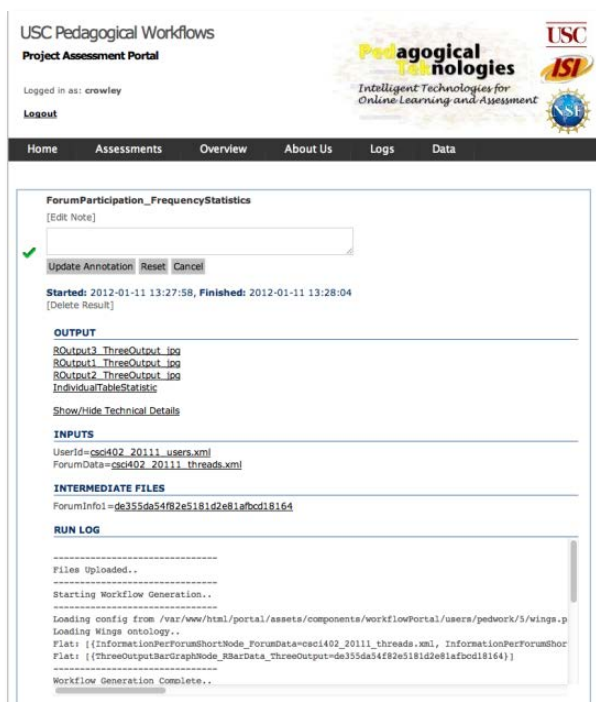 USC Pedagogical Workflows
Project Assessment Portal
Logged in as: crowley
Logout
Pedagogical
Teknologies
Intelligent Technologies for
Online Learning and Assessment
USC
ISI
NSF
Home Assessments Overview About Us Logs Data
ForumParticipation_FrequencyStatistics
[Edit Note]
Update Annotation Reset Cancel
Started: 2012-01-11 13:27:58, Finished: 2012-01-11 13:28:04
[Delete Result]
OUTPUT
ROutput3_ThreeOutput_jpg
ROutput1_ThreeOutput_jpg
ROutput2_ThreeOutput_jpg
IndividualTableStatistic
Show/Hide Technical Details
INPUTS
UserId=csci402_20111_users.xml
ForumData=csci402_20111_threads.xml
INTERMEDIATE FILES
ForumInfo1=de355da54f82e5181d2e81afbcd18164
RUN LOG
--------------------------------
Files Uploaded..
--------------------------------
Starting Workflow Generation..
--------------------------------
Loading config from /var/www/html/portal/assets/components/workflowPortal/users/pedwork/5/wings.p
Loading Wings ontology..
Flat: [{InformationPerForumShortNode_ForumData=csci402_20111_threads.xml, InformationPerForumShor
Flat: [{ThreeOutputBarGraphNode_RBarData_ThreeOutput=de355da54f82e5181d2e81afbcd18164}]
--------------------------------
Workflow Generation Complete..